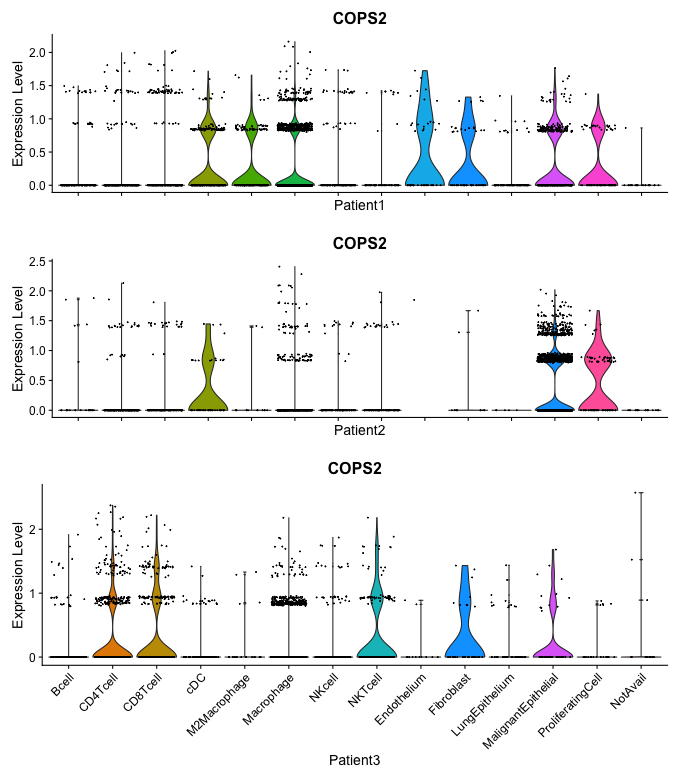 COPS2
Expression Level
2.0
1.5
1.0
0.5
0.0
Patient1
COPS2
Expression Level
2.5
2.0
1.5
1.0
0.5
0.0
Patient2
COPS2
Expression Level
2
1
0
Bcell
CD4Tcell
CD8Tcell
cDC
M2Macrophage
Macrophage
NKcell
NKTcell
Endothelium
Fibroblast
LungEpithelium
MalignantEpithelial
ProliferatingCell
NotAvail
Patient3